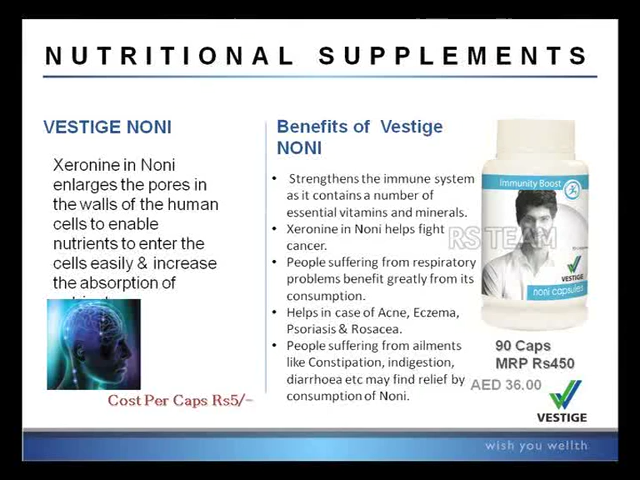 NUTRITIONAL SUPPLEMENTS
VESTIGE NONI
Xeronine in Noni
enlarges the pores in
the walls of the human
cells to enable
nutrients to enter the
cells easily & increase
the absorption of
Cost Per Caps Rs5/-
Benefits of Vestige
NONI
• Strengthens the immune system
as it contains a number of
essential vitamins and minerals.
• Xeronine in Noni helps fight
cancer.
• People suffering from respiratory
problems benefit greatly from its
consumption.
• Helps in case of Acne, Eczema,
Psoriasis & Rosacea.
• People suffering from ailments
like Constipation, indigestion,
diarrhoea etc may find relief by
consumption of Noni.
Immunity Boost
RS TEAM
VESTIGE
noni capsules
90 Caps
MRP Rs450
AED 36.00
VESTIGE
wish you wellth